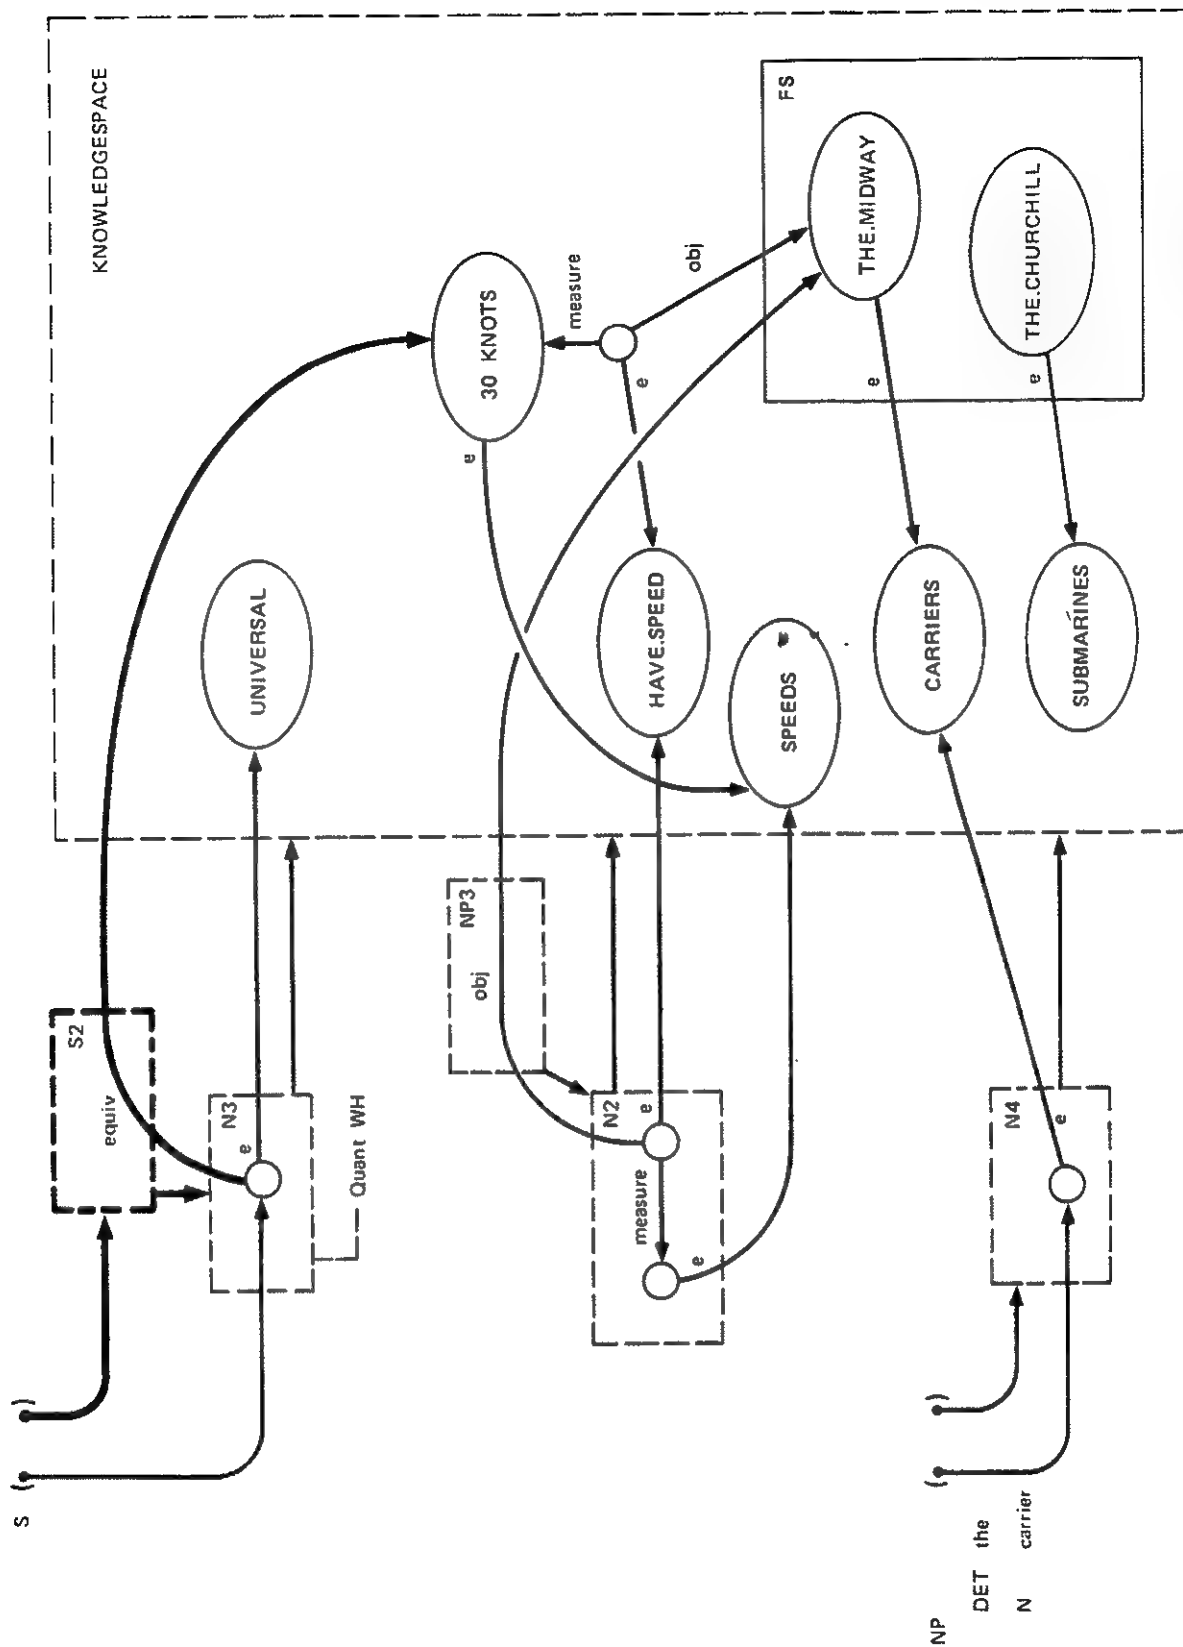 KNOWLEDGESPACE
S ( )
S2
equiv
30 KNOTS
e
measure
UNIVERSAL
N3
e
Quant WH
NP3
obj
obj
FS
HAVE.SPEED
e
N2
e
measure
e
SPEEDS
THE.MIDWAY
e
CARRIERS
THE.CHURCHILL
e
SUBMARINES
N4
e
NP ( )
DET the
N carrier